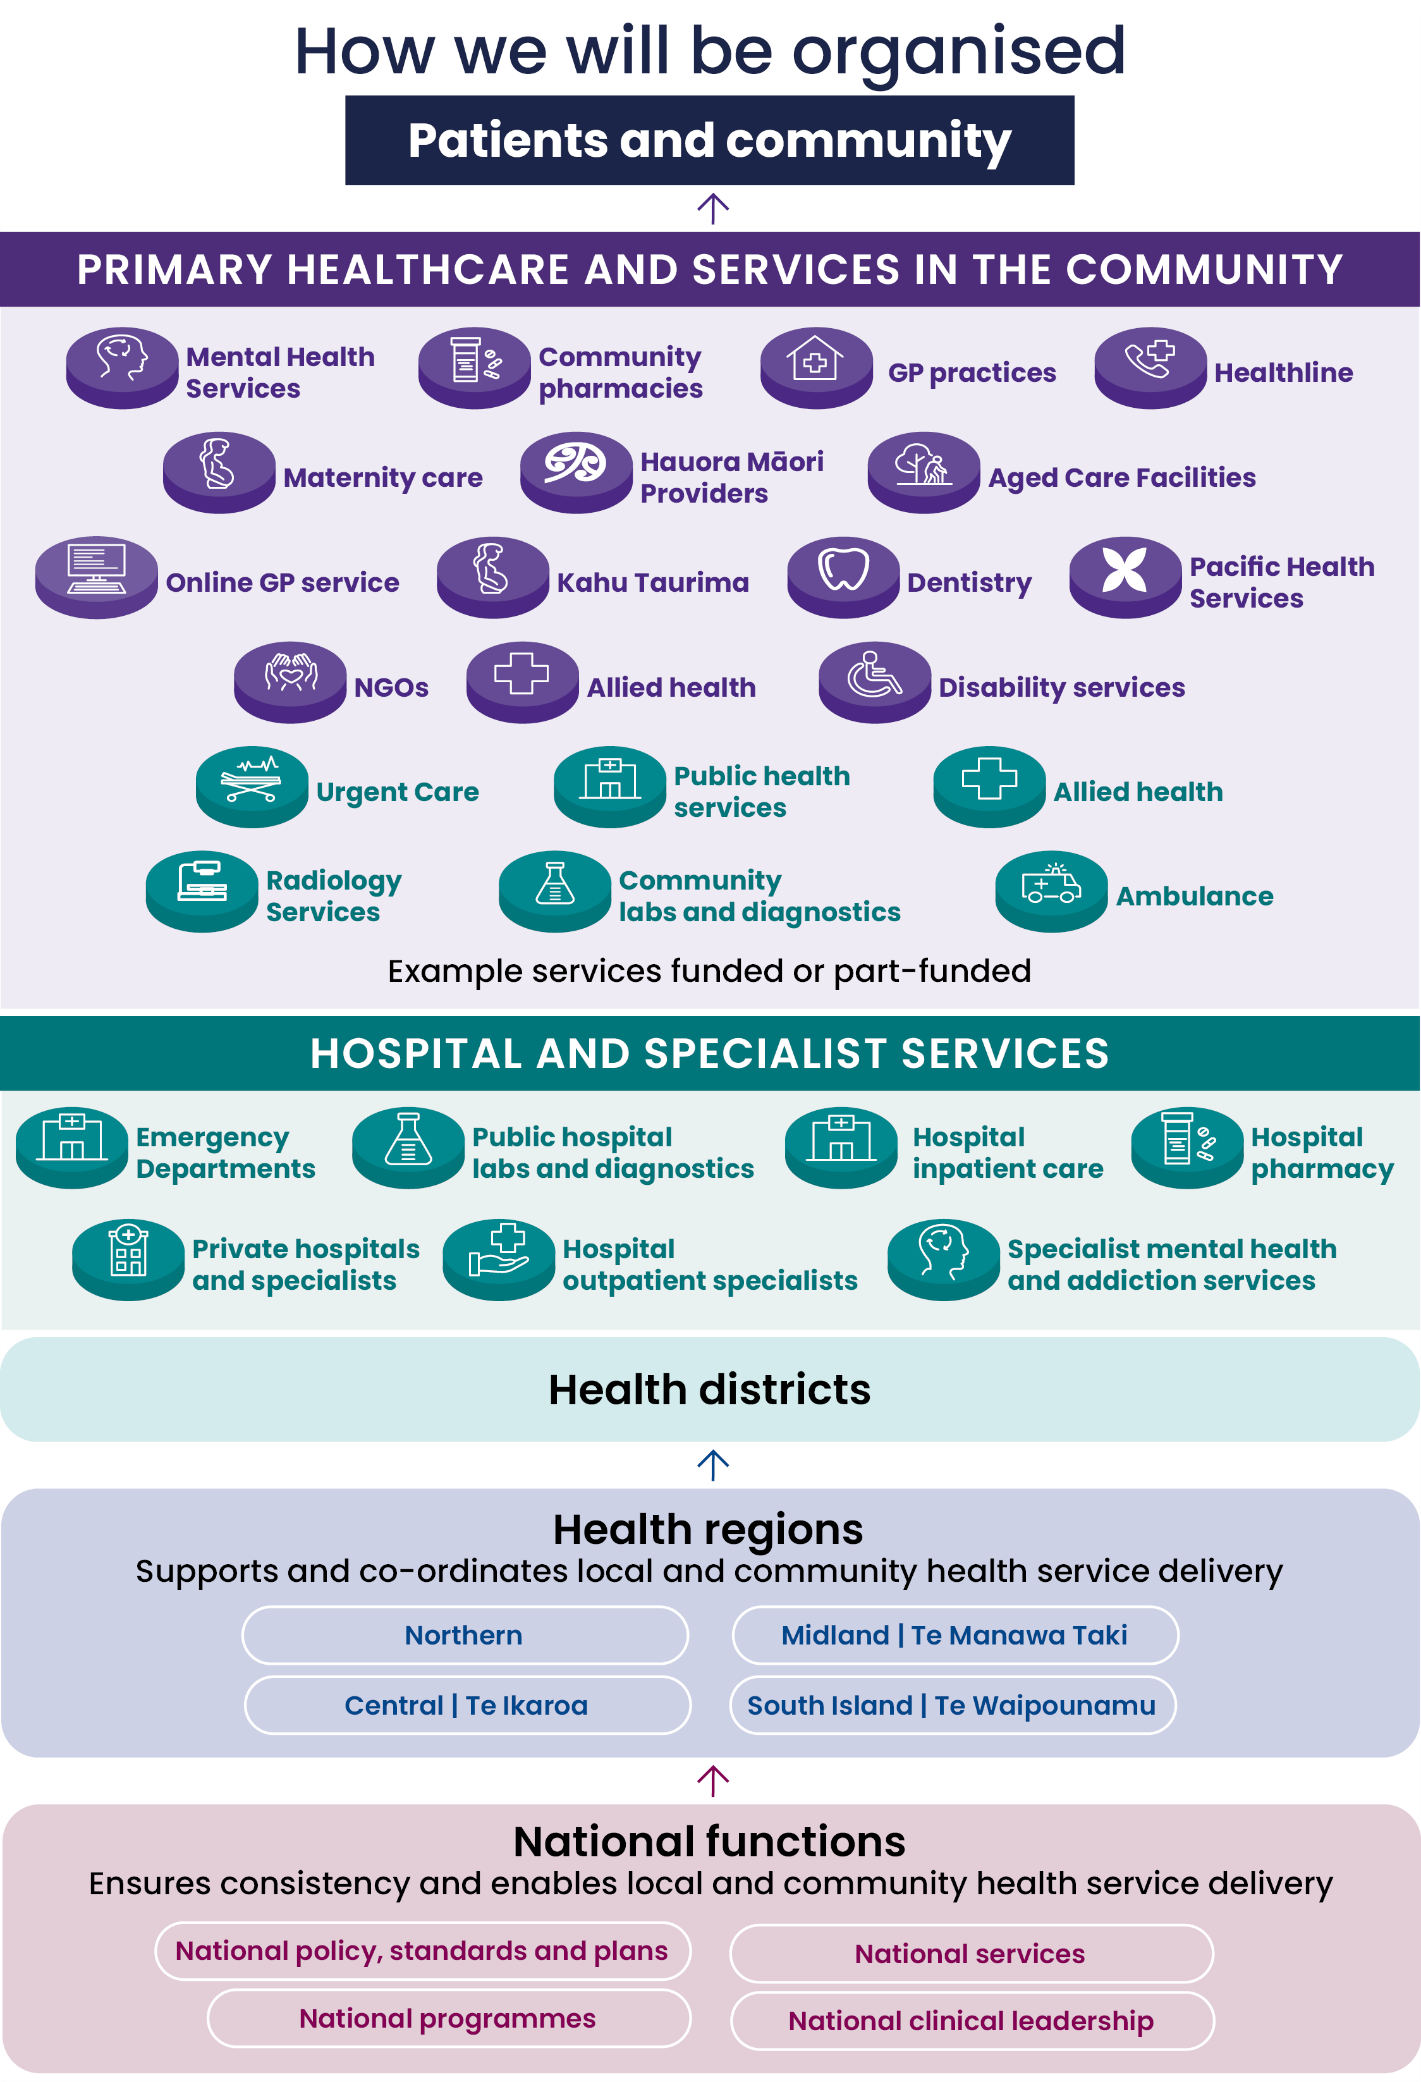 How we will be organised
Patients and community
PRIMARY HEALTHCARE AND SERVICES IN THE COMMUNITY
Mental Health
Services
Community
pharmacies
GP practices
Healthline
Maternity care
Hauora Māori
Providers
Aged Care Facilities
Online GP service
Kahu Taurima
Dentistry
Pacific Health
Services
NGOs
Allied health
Disability services
Urgent Care
Public health
services
Allied health
Radiology
Services
Community
labs and diagnostics
Ambulance
Example services funded or part-funded
HOSPITAL AND SPECIALIST SERVICES
Emergency
Departments
Public hospital
labs and diagnostics
Hospital
inpatient care
Hospital
pharmacy
Private hospitals
and specialists
Hospital
outpatient specialists
Specialist mental health
and addiction services
Health districts
Health regions
Supports and co-ordinates local and community health service delivery
Northern
Midland | Te Manawa Taki
Central | Te Ikaroa
South Island | Te Waipounamu
National functions
Ensures consistency and enables local and community health service delivery
National policy, standards and plans
National services
National programmes
National clinical leadership